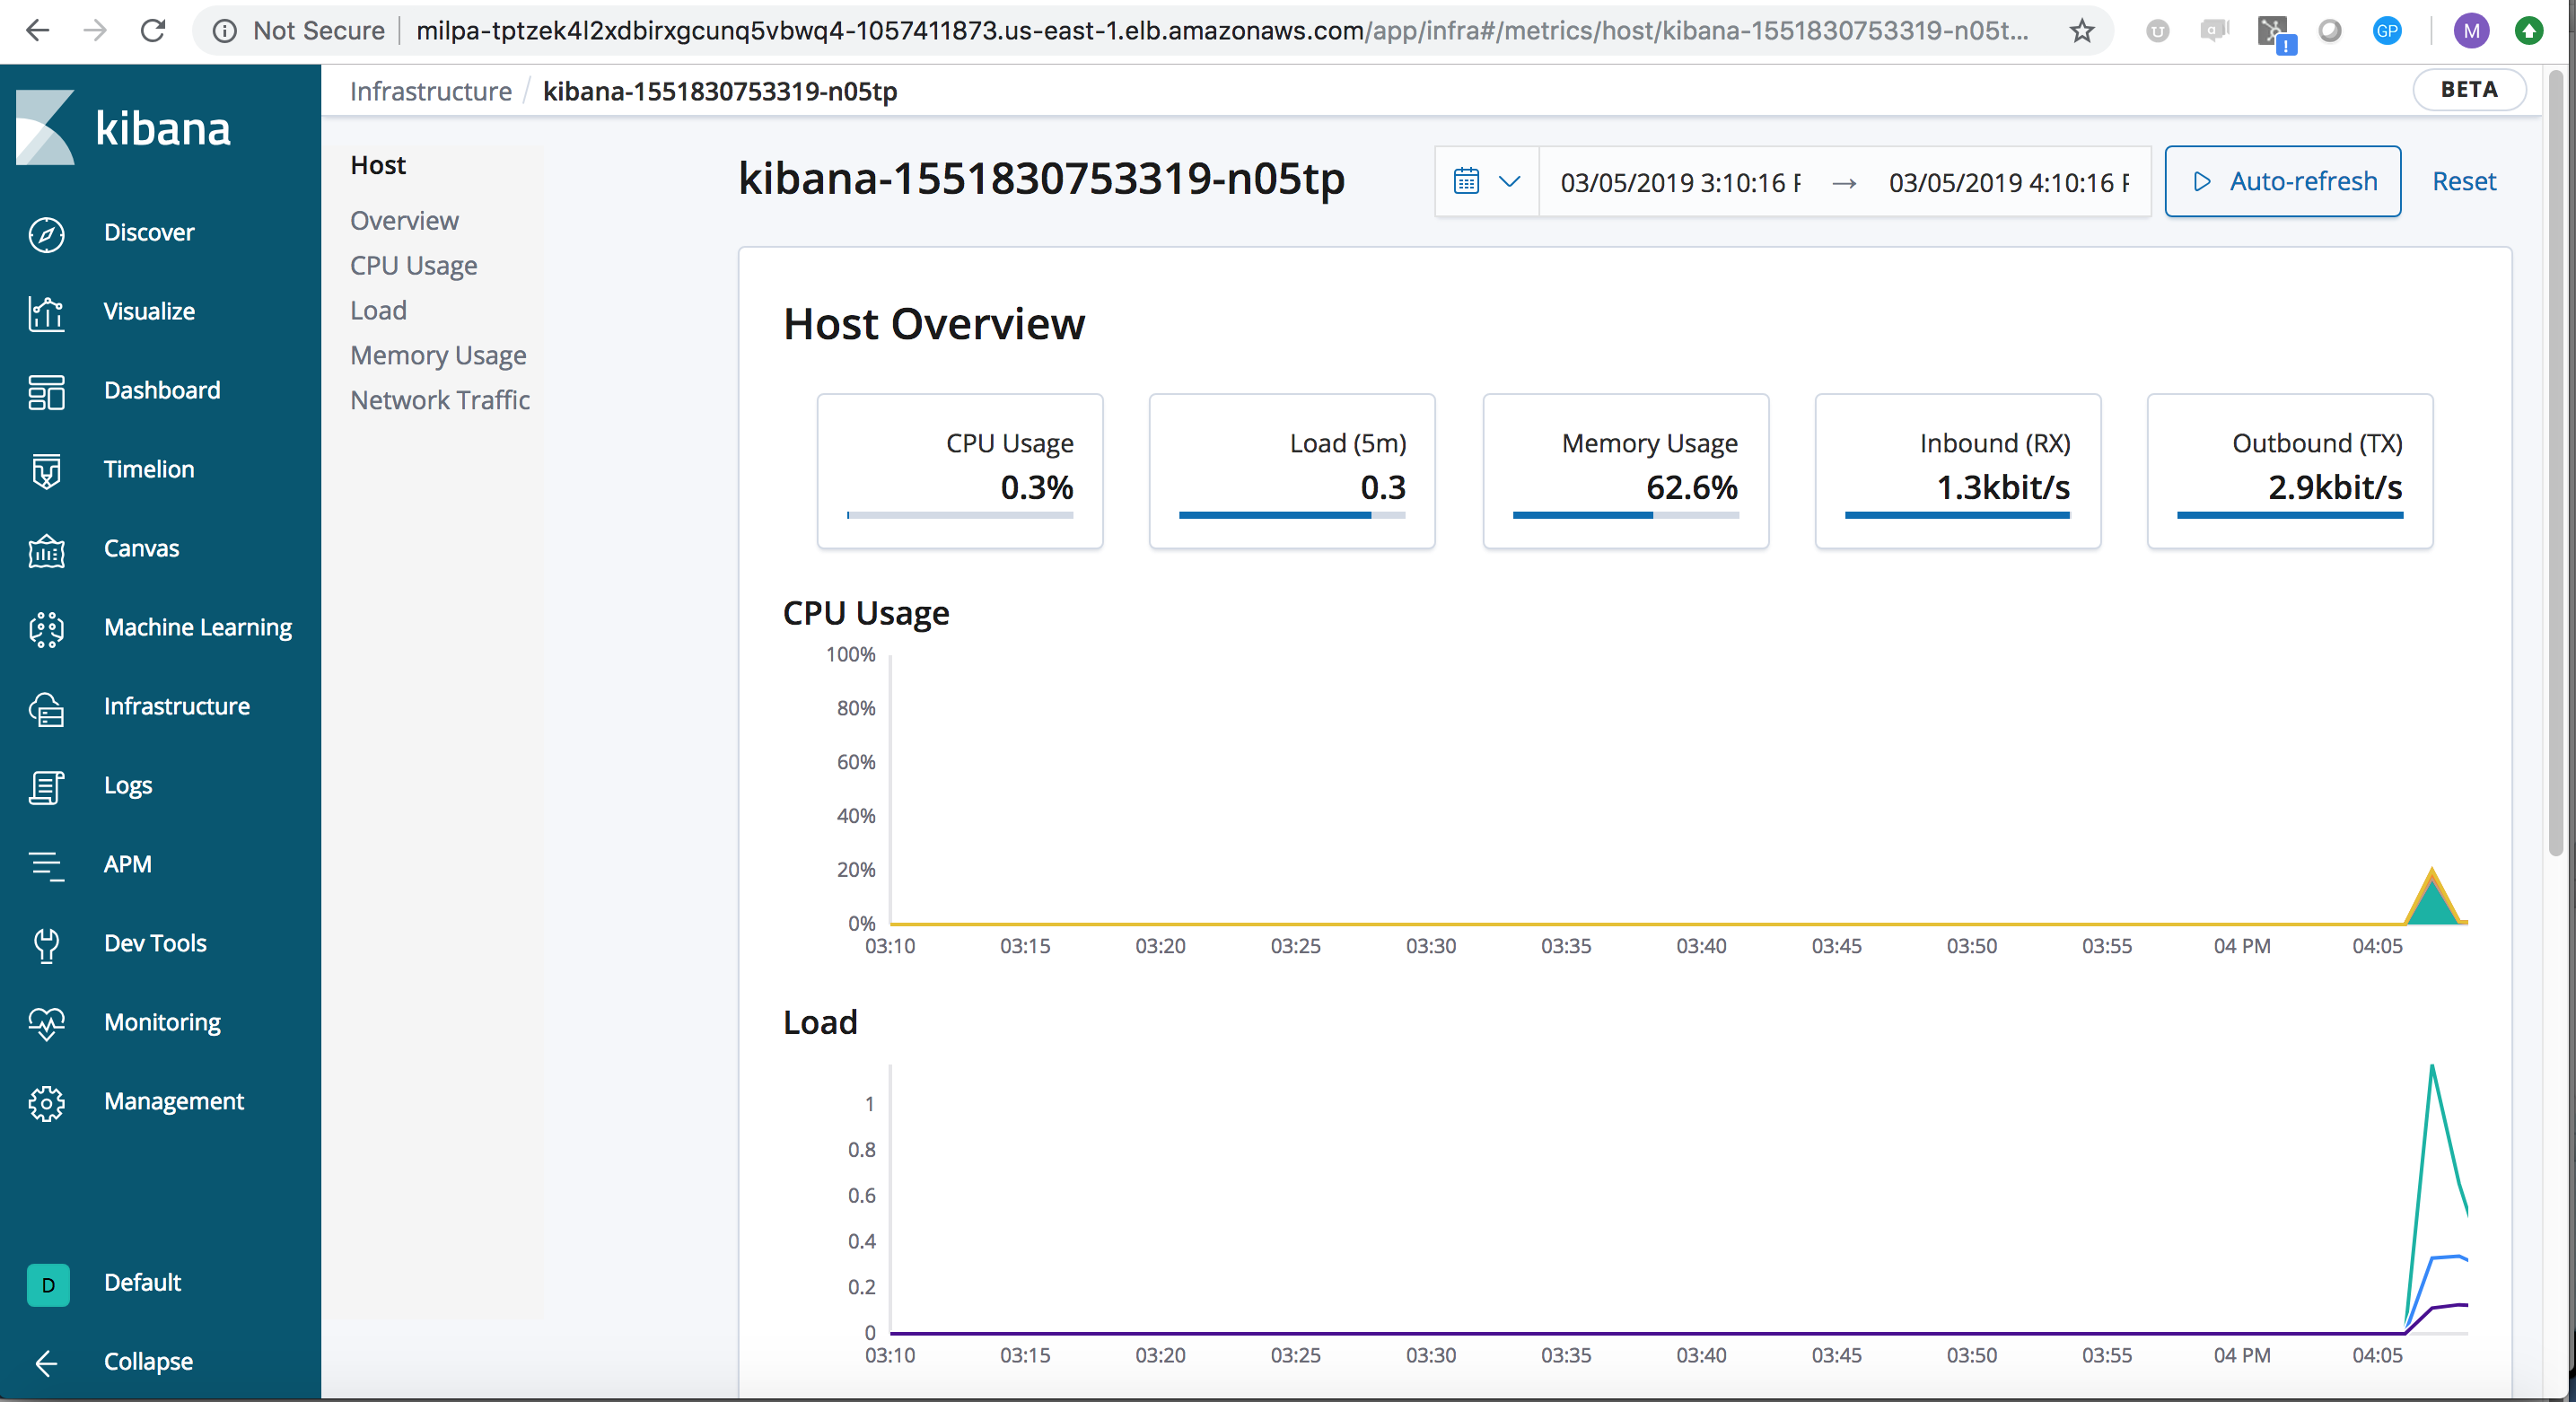 Not Secure | milpa-tptzek4l2xdbirxgcunq5vbwq4-1057411873.us-east-1.elb.amazonaws.com/app/infra#/metrics/host/kibana-1551830753319-n05t...
GP
M
kibana
Infrastructure / kibana-1551830753319-n05tp
BETA
Discover
Visualize
Dashboard
Timelion
Canvas
Machine Learning
Infrastructure
Logs
APM
Dev Tools
Monitoring
Management
D Default
Collapse
Host
Overview
CPU Usage
Load
Memory Usage
Network Traffic
kibana-1551830753319-n05tp
03/05/2019 3:10:16 → 03/05/2019 4:10:16
Auto-refresh
Reset
Host Overview
CPU Usage
0.3%
Load (5m)
0.3
Memory Usage
62.6%
Inbound (RX)
1.3kbit/s
Outbound (TX)
2.9kbit/s
CPU Usage
100%
80%
60%
40%
20%
0%
03:10 03:15 03:20 03:25 03:30 03:35 03:40 03:45 03:50 03:55 04 PM 04:05
Load
1
0.8
0.6
0.4
0.2
0
03:10 03:15 03:20 03:25 03:30 03:35 03:40 03:45 03:50 03:55 04 PM 04:05